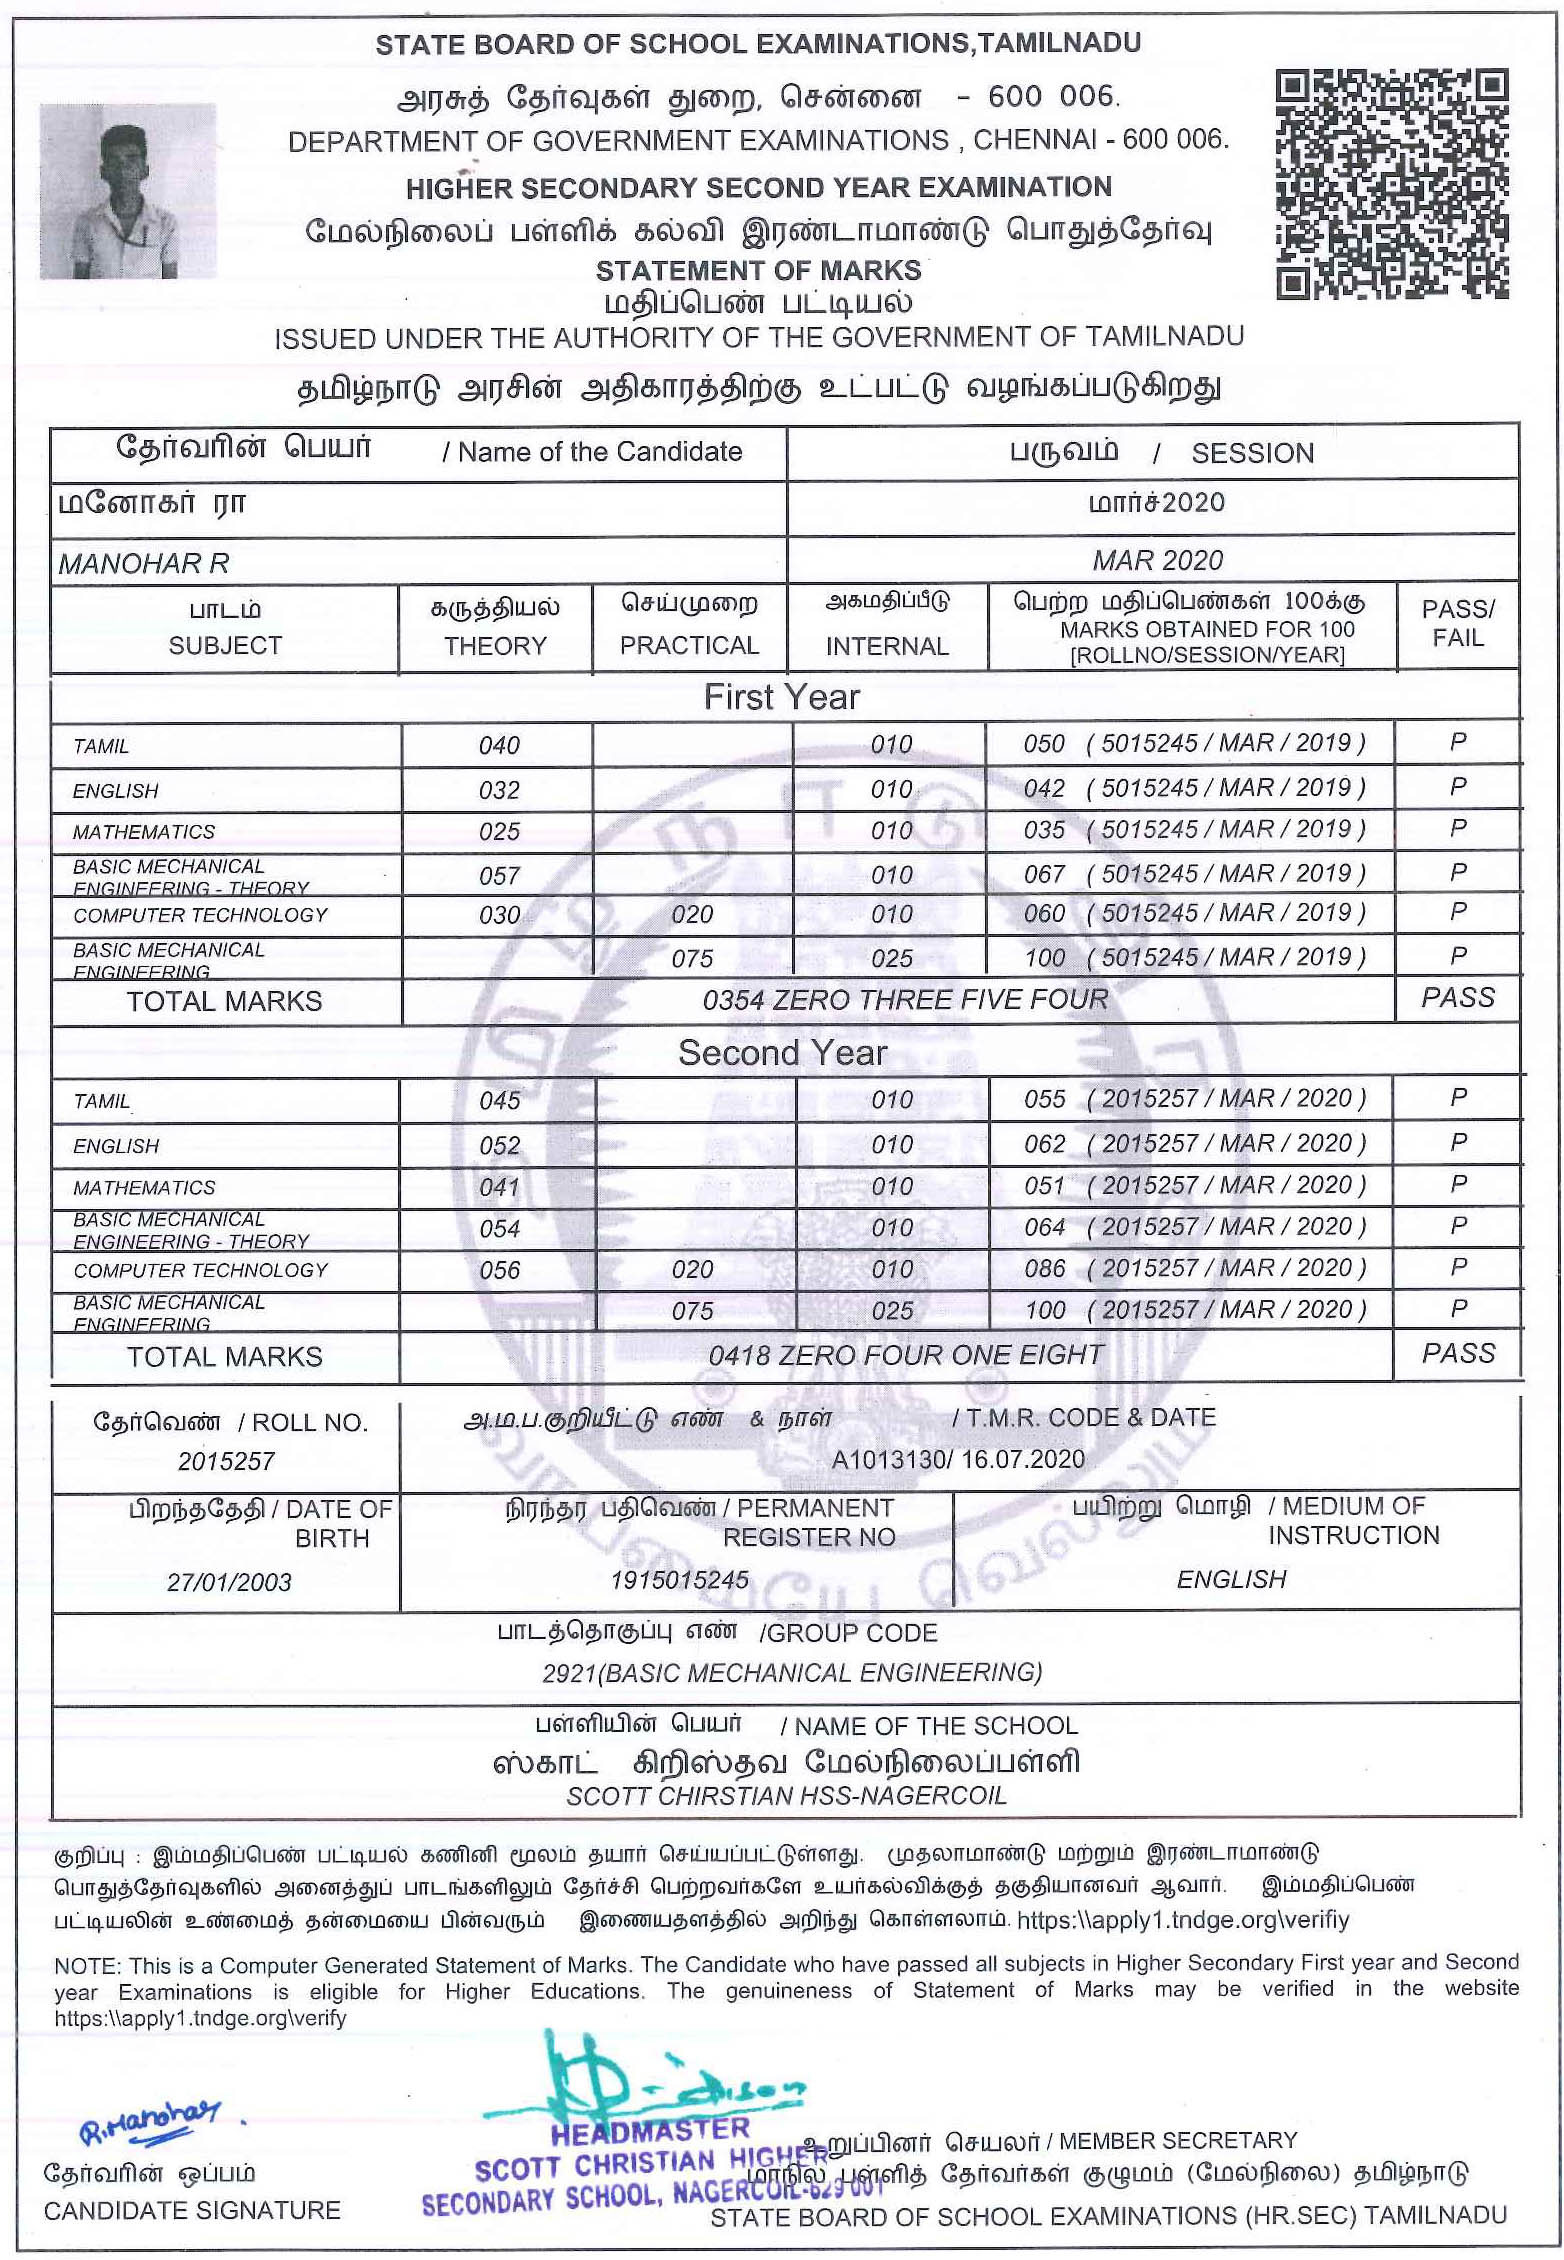 STATE BOARD OF SCHOOL EXAMINATIONS,TAMILNADU
அரசுத் தேர்வுகள் துறை, சென்னை - 600 006.
DEPARTMENT OF GOVERNMENT EXAMINATIONS , CHENNAI - 600 006.
HIGHER SECONDARY SECOND YEAR EXAMINATION
மேல்நிலைப் பள்ளிக் கல்வி இரண்டாமாண்டு பொதுத்தேர்வு
STATEMENT OF MARKS
மதிப்பெண் பட்டியல்
ISSUED UNDER THE AUTHORITY OF THE GOVERNMENT OF TAMILNADU
தமிழ்நாடு அரசின் அதிகாரத்திற்கு உட்பட்டு வழங்கப்படுகிறது
தேர்வரின் பெயர் / Name of the Candidate பருவம் / SESSION
மனோகர் ரா மார்ச்2020
MANOHAR R MAR 2020
பாடம் கருத்தியல் செய்முறை அகமதிப்பீடு பெற்ற மதிப்பெண்கள் 100க்கு PASS/
SUBJECT THEORY PRACTICAL INTERNAL MARKS OBTAINED FOR 100 FAIL
[ROLLNO/SESSION/YEAR]
First Year
TAMIL 040 010 050 ( 5015245 / MAR / 2019 ) P
ENGLISH 032 010 042 ( 5015245 / MAR / 2019 ) P
MATHEMATICS 025 010 035 ( 5015245 / MAR / 2019 ) P
BASIC MECHANICAL
ENGINEERING - THEORY 057 010 067 ( 5015245 / MAR / 2019 ) P
COMPUTER TECHNOLOGY 030 020 010 060 ( 5015245 / MAR / 2019 ) P
BASIC MECHANICAL
ENGINEERING 075 025 100 ( 5015245 / MAR / 2019 ) P
TOTAL MARKS 0354 ZERO THREE FIVE FOUR PASS
Second Year
TAMIL 045 010 055 ( 2015257 / MAR / 2020 ) P
ENGLISH 052 010 062 ( 2015257 / MAR / 2020 ) P
MATHEMATICS 041 010 051 ( 2015257 / MAR / 2020 ) P
BASIC MECHANICAL
ENGINEERING - THEORY 054 010 064 ( 2015257 / MAR / 2020 ) P
COMPUTER TECHNOLOGY 056 020 010 086 ( 2015257 / MAR / 2020 ) P
BASIC MECHANICAL
ENGINEERING 075 025 100 ( 2015257 / MAR / 2020 ) P
TOTAL MARKS 0418 ZERO FOUR ONE EIGHT PASS
தேர்வெண் / ROLL NO. அ.ம.ப.குறியீட்டு எண் & நாள் / T.M.R. CODE & DATE
2015257 A1013130/ 16.07.2020
பிறந்ததேதி / DATE OF நிரந்தர பதிவெண் / PERMANENT பயிற்று மொழி / MEDIUM OF
BIRTH REGISTER NO INSTRUCTION
27/01/2003 1915015245 ENGLISH
பாடத்தொகுப்பு எண் /GROUP CODE
2921(BASIC MECHANICAL ENGINEERING)
பள்ளியின் பெயர் / NAME OF THE SCHOOL
ஸ்காட் கிறிஸ்தவ மேல்நிலைப்பள்ளி
SCOTT CHIRSTIAN HSS-NAGERCOIL
குறிப்பு : இம்மதிப்பெண் பட்டியல் கணினி மூலம் தயார் செய்யப்பட்டுள்ளது. முதலாமாண்டு மற்றும் இரண்டாமாண்டு
பொதுத்தேர்வுகளில் அனைத்துப் பாடங்களிலும் தேர்ச்சி பெற்றவர்களே உயர்கல்விக்குத் தகுதியானவர் ஆவார். இம்மதிப்பெண்
பட்டியலின் உண்மைத் தன்மையை பின்வரும் இணையதளத்தில் அறிந்து கொள்ளலாம். https:\\apply1.tndge.org\verifiy
NOTE: This is a Computer Generated Statement of Marks. The Candidate who have passed all subjects in Higher Secondary First year and Second
year Examinations is eligible for Higher Educations. The genuineness of Statement of Marks may be verified in the website
https:\\apply1.tndge.org\verify
R.Manohar
HEADMASTER
SCOTT CHRISTIAN HIGHER
SECONDARY SCHOOL, NAGERCOIL-629 001
தேர்வரின் ஒப்பம்
CANDIDATE SIGNATURE
உறுப்பினர் செயலர் / MEMBER SECRETARY
மாநில பள்ளித் தேர்வர்கள் குழுமம் (மேல்நிலை) தமிழ்நாடு
STATE BOARD OF SCHOOL EXAMINATIONS (HR.SEC) TAMILNADU